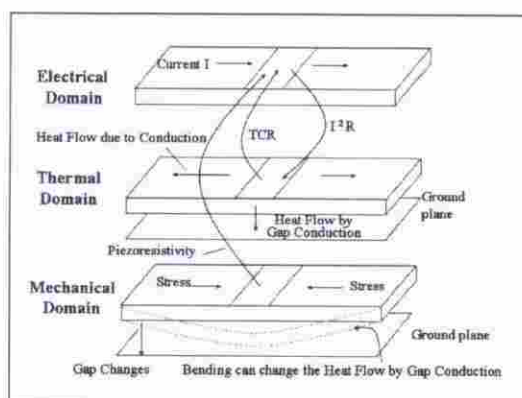 Current I
Electrical
Domain
TCR
I²R
Heat Flow due to Conduction
Thermal
Domain
Ground
plane
Heat Flow by
Gap Conduction
Piezoresistivity
Mechanical
Domain
Stress
Stress
Ground plane
Gap Changes
Bending can change the Heat Flow by Gap Conduction